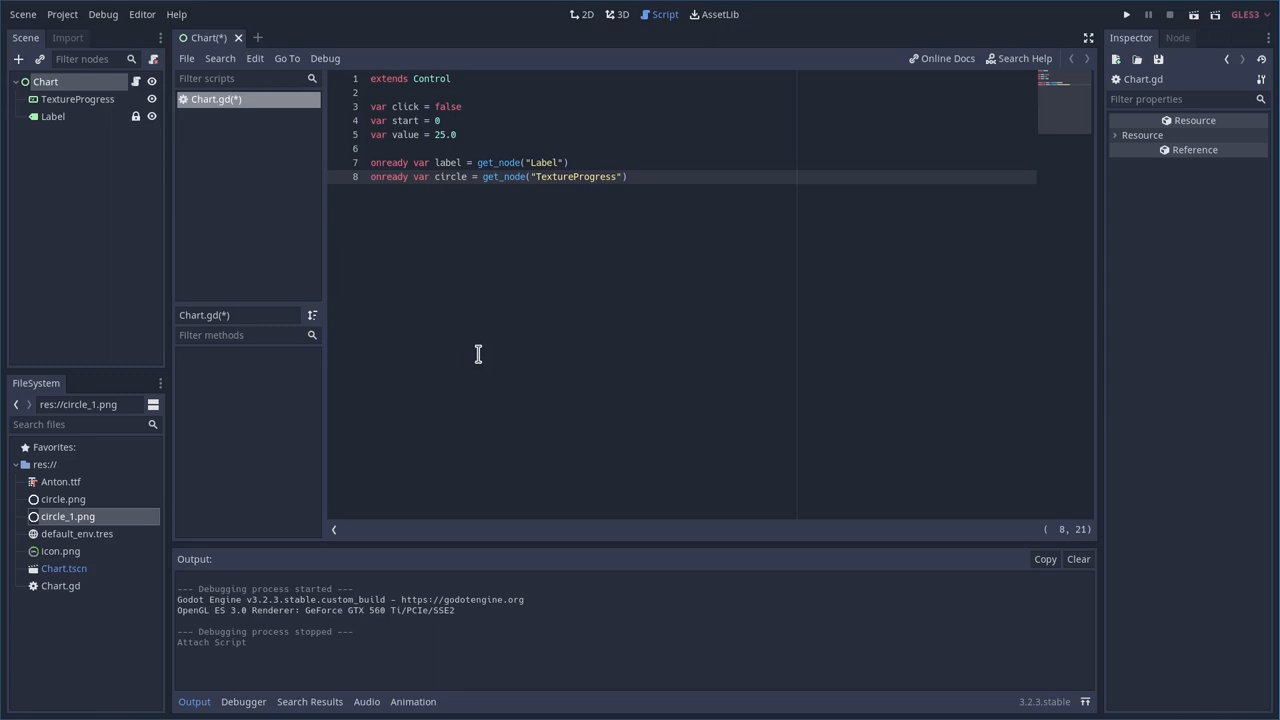 Scene Project Debug Editor Help
2D 3D Script AssetLib
GLES3
Scene Import
Filter nodes
Chart
TextureProgress
Label
FileSystem
res://circle_1.png
Search files
Favorites:
res://
Anton.ttf
circle.png
circle_1.png
default_env.tres
icon.png
Chart.tscn
Chart.gd
Chart(*)
File Search Edit Go To Debug
Online Docs Search Help
Filter scripts
Chart.gd(*)
Chart.gd(*)
Filter methods
1 extends Control
2
3 var click = false
4 var start = 0
5 var value = 25.0
6
7 onready var label = get_node("Label")
8 onready var circle = get_node("TextureProgress")
( 8, 21)
Output:
Copy Clear
--- Debugging process started ---
Godot Engine v3.2.3.stable.custom_build - https://godotengine.org
OpenGL ES 3.0 Renderer: GeForce GTX 560 Ti/PCIe/SSE2
--- Debugging process stopped ---
Attach Script
Output Debugger Search Results Audio Animation
3.2.3.stable
Inspector Node
Chart.gd
Filter properties
Resource
Resource
Reference